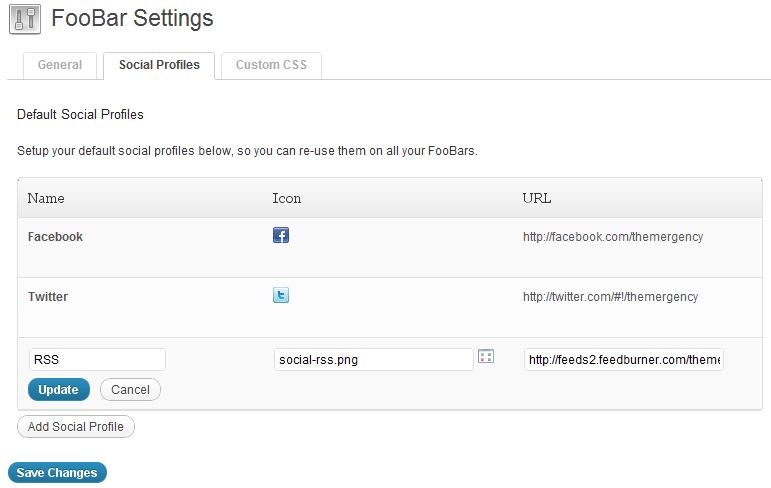 FooBar Settings
General Social Profiles Custom CSS
Default Social Profiles
Setup your default social profiles below, so you can re-use them on all your FooBars.
Name Icon URL
Facebook http://facebook.com/themergency
Twitter http://twitter.com/#!/themergency
RSS social-rss.png http://feeds2.feedburner.com/theme
Update Cancel
Add Social Profile
Save Changes